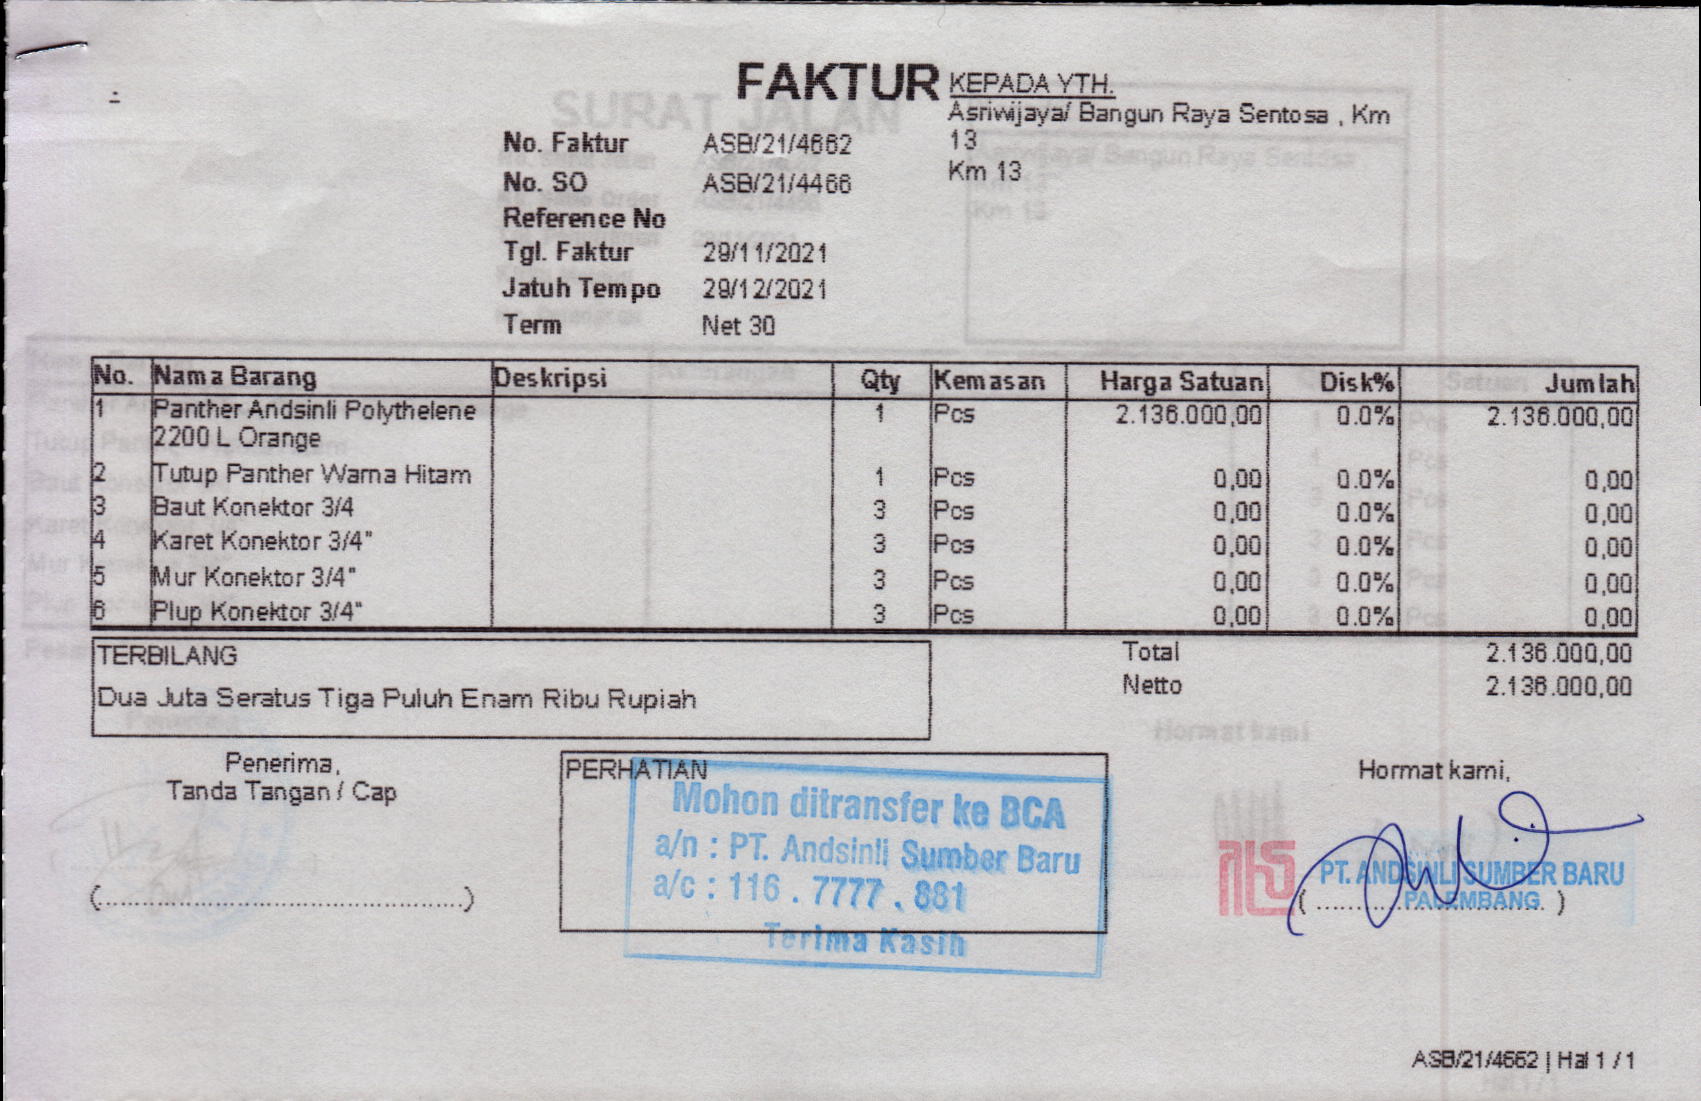 FAKTUR
KEPADA YTH.
Asriwijaya/ Bangun Raya Sentosa , Km
13
Km 13
No. Faktur ASB/21/4662
No. SO ASB/21/4466
Reference No
Tgl. Faktur 29/11/2021
Jatuh Tempo 29/12/2021
Term Net 30
No. Nama Barang Deskripsi Qty Kemasan Harga Satuan Disk% Jumlah
1 Panther Andsinli Polythelene 1 Pcs 2.136.000,00 0.0% 2.136.000,00
2200 L Orange
2 Tutup Panther Warna Hitam 1 Pcs 0,00 0.0% 0,00
3 Baut Konektor 3/4 3 Pcs 0,00 0.0% 0,00
4 Karet Konektor 3/4" 3 Pcs 0,00 0.0% 0,00
5 Mur Konektor 3/4" 3 Pcs 0,00 0.0% 0,00
6 Plup Konektor 3/4" 3 Pcs 0,00 0.0% 0,00
TERBILANG
Dua Juta Seratus Tiga Puluh Enam Ribu Rupiah
Total 2.136.000,00
Netto 2.136.000,00
Penerima,
Tanda Tangan / Cap
(..........................................)
PERHATIAN
Mohon ditransfer ke BCA
a/n : PT. Andsinli Sumber Baru
a/c : 116 . 7777 . 881
Terima Kasih
Hormat kami,
PT. ANDSINLI SUMBER BARU
PALEMBANG
ASB/21/4662 | Hal 1 / 1